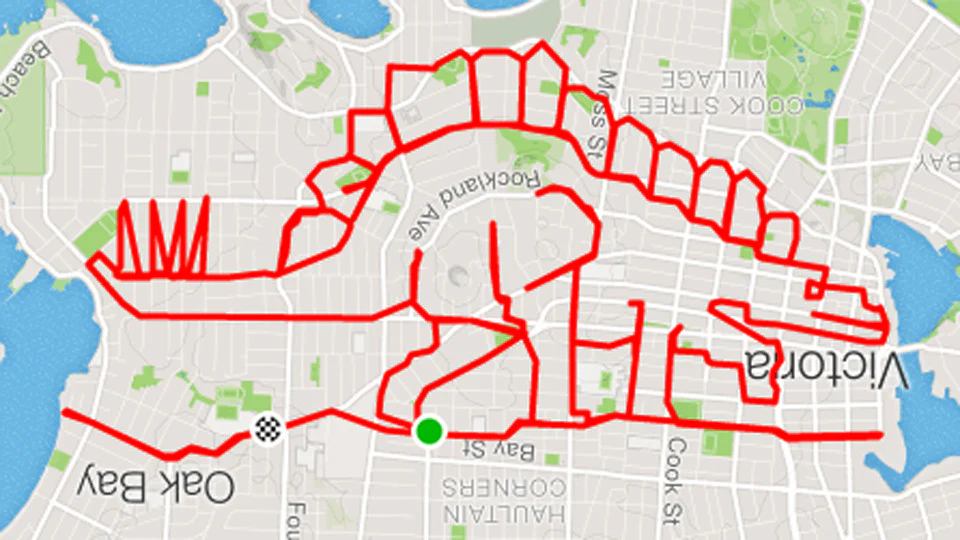 Beach
Moss St
COOK STREET
VILLAGE
BAY
Rockland Ave
Victoria
Oak Bay
Bay St
Cook St
HAULTAIN
CORNERS
Fou